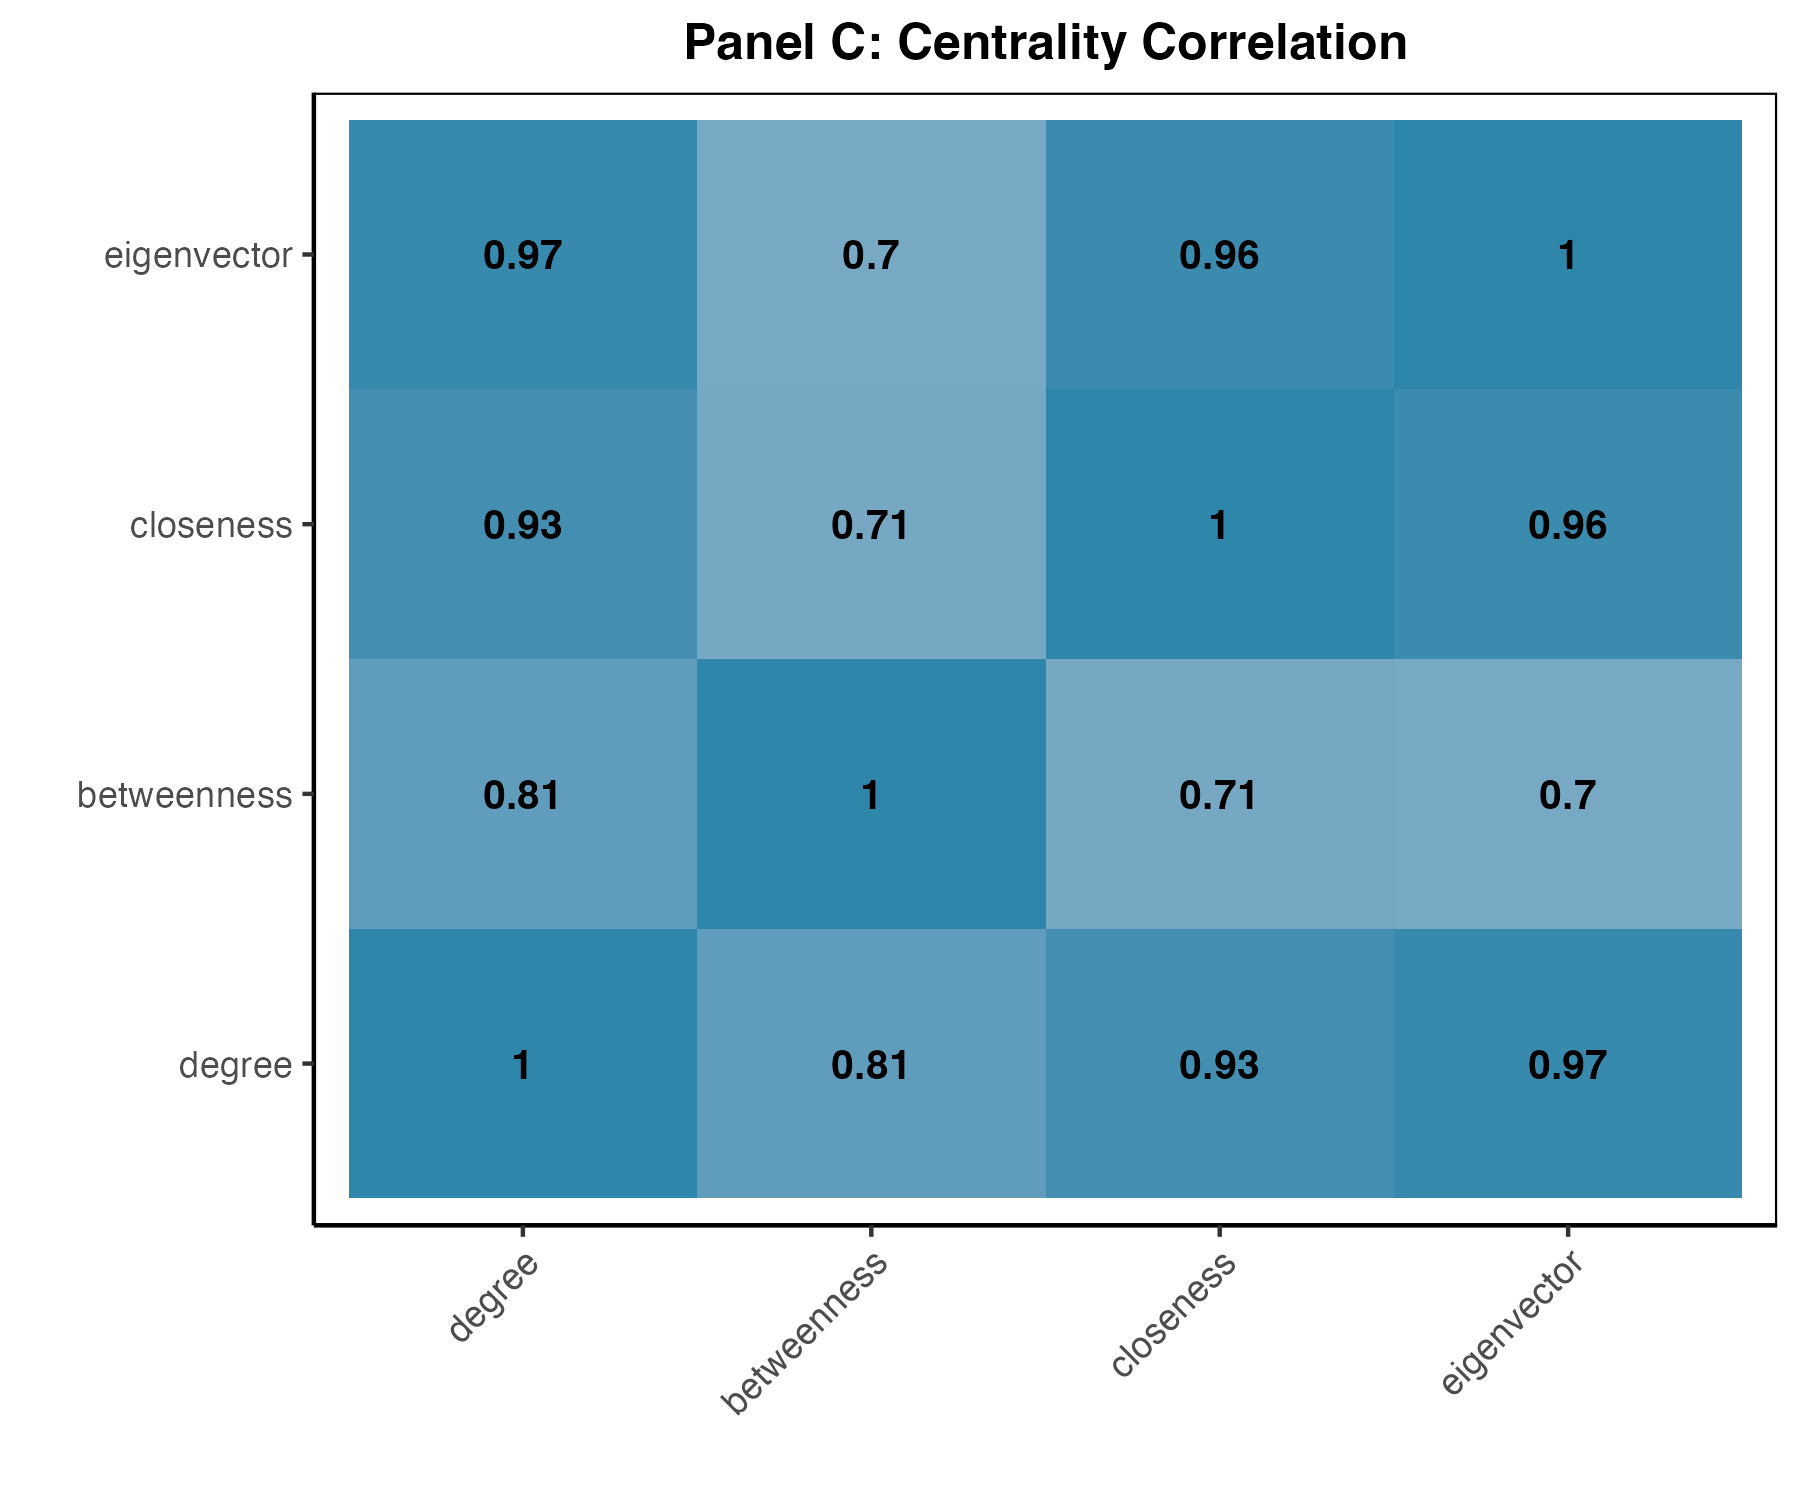 Panel C: Centrality Correlation
eigenvector 0.97 0.7 0.96 1
closeness 0.93 0.71 1 0.96
betweenness 0.81 1 0.71 0.7
degree 1 0.81 0.93 0.97
degree betweenness closeness eigenvector